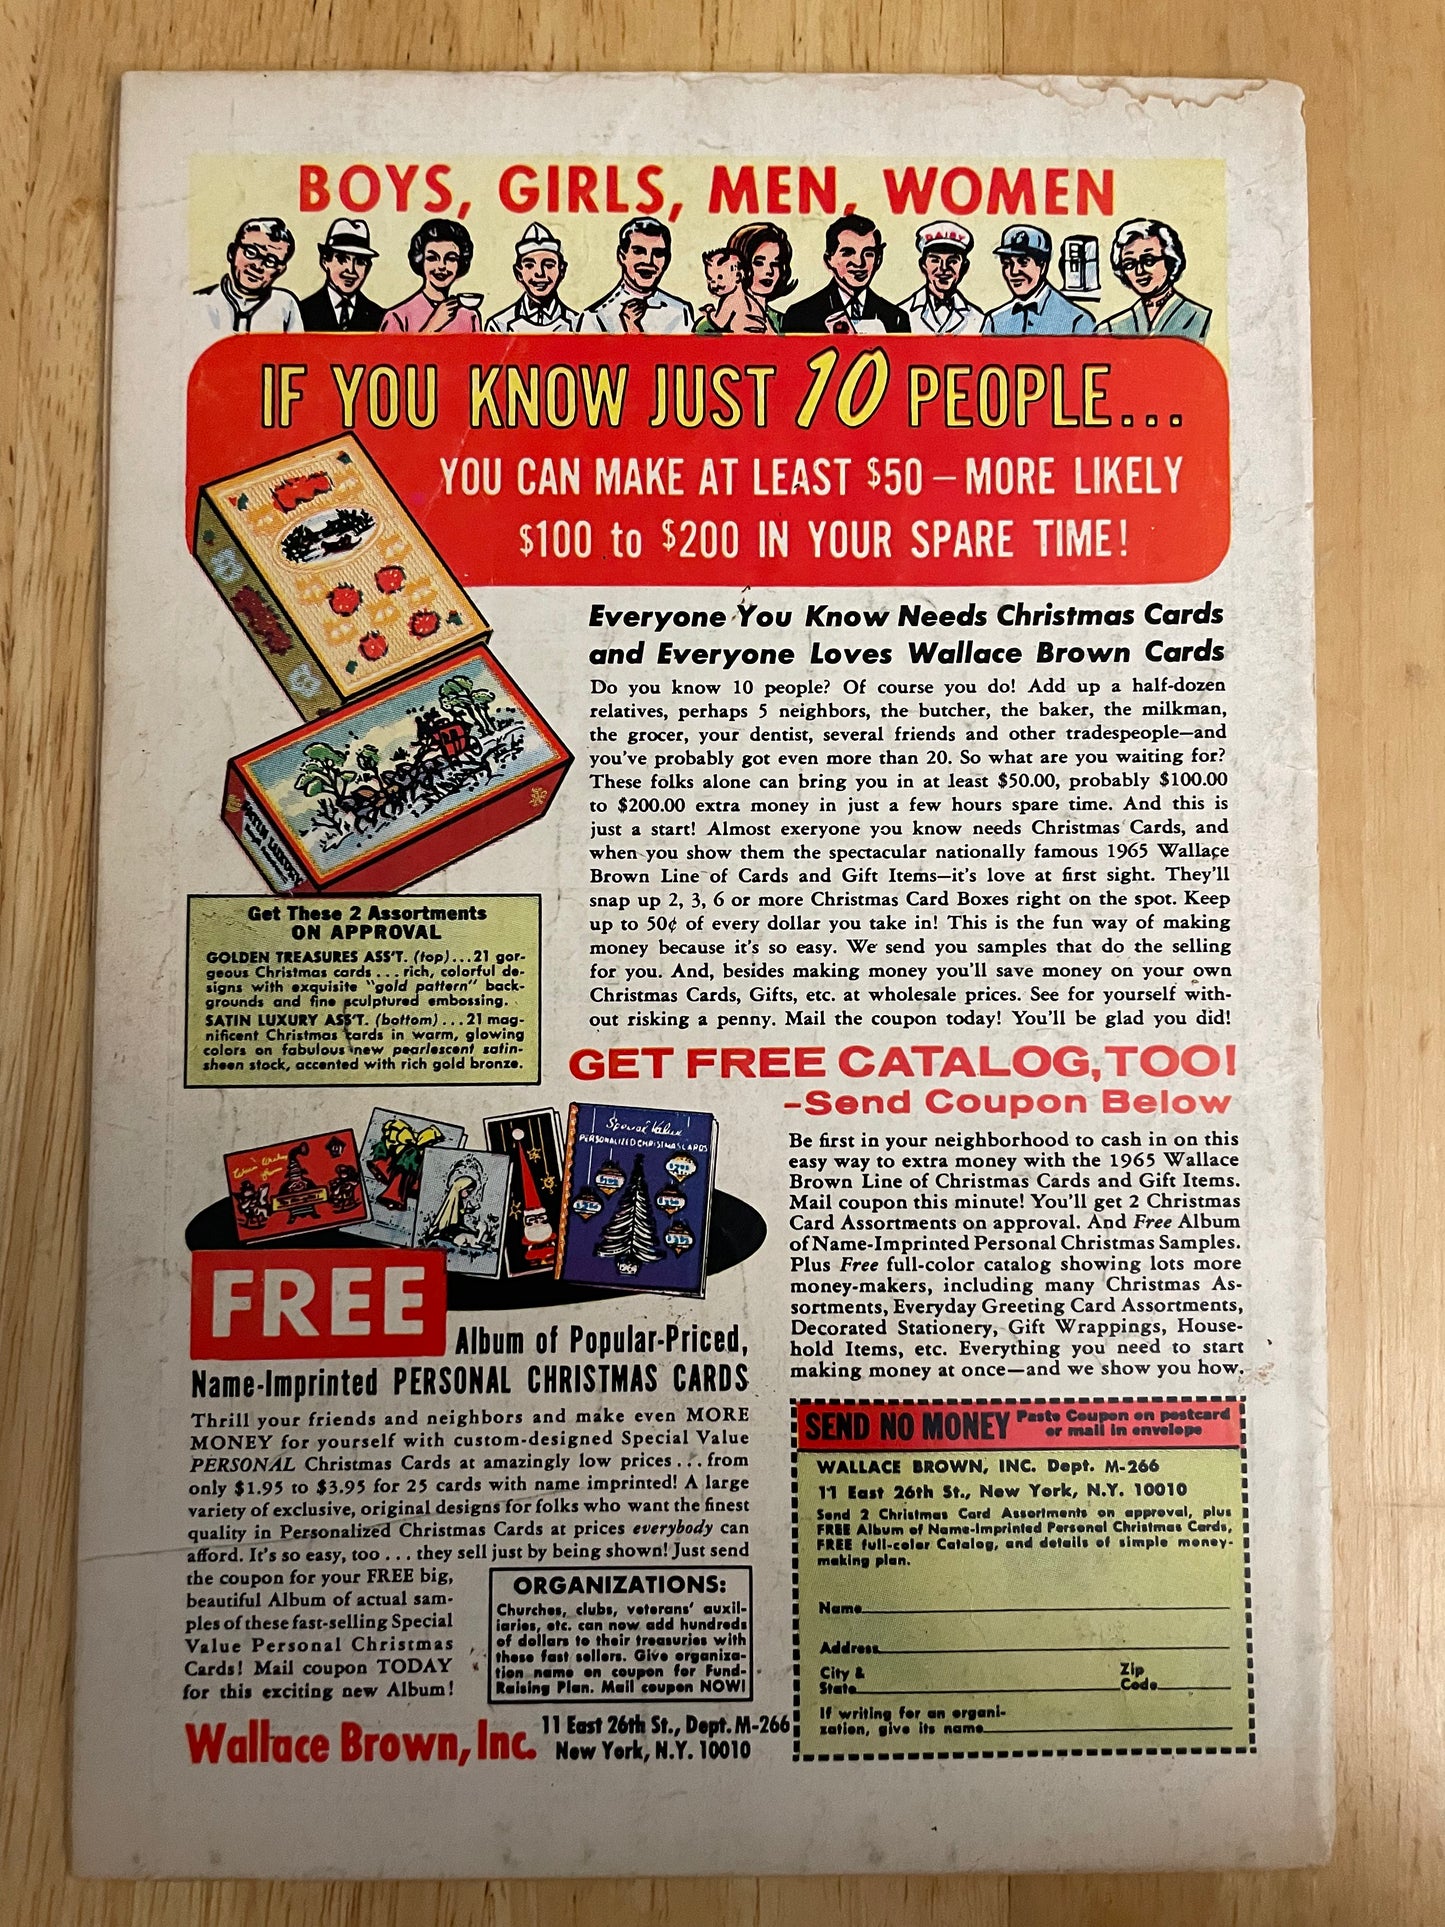 BOYS, GIRLS, MEN, WOMEN
DAIRY
IF YOU KNOW JUST 10 PEOPLE...
YOU CAN MAKE AT LEAST $50 – MORE LIKELY
$100 to $200 IN YOUR SPARE TIME!
Everyone You Know Needs Christmas Cards
and Everyone Loves Wallace Brown Cards
Do you know 10 people? Of course you do! Add up a half-dozen
relatives, perhaps 5 neighbors, the butcher, the baker, the milkman,
the grocer, your dentist, several friends and other tradespeople—and
you've probably got even more than 20. So what are you waiting for?
These folks alone can bring you in at least $50.00, probably $100.00
to $200.00 extra money in just a few hours spare time. And this is
just a start! Almost exeryone you know needs Christmas Cards, and
when you show them the spectacular nationally famous 1965 Wallace
Brown Line of Cards and Gift Items—it's love at first sight. They'll
snap up 2, 3, 6 or more Christmas Card Boxes right on the spot. Keep
up to 50¢ of every dollar you take in! This is the fun way of making
money because it's so easy. We send you samples that do the selling
for you. And, besides making money you'll save money on your own
Christmas Cards, Gifts, etc. at wholesale prices. See for yourself with-
out risking a penny. Mail the coupon today! You'll be glad you did!
SATIN LUXURY
Get These 2 Assortments
ON APPROVAL
GOLDEN TREASURES ASS'T. (top)...21 gor-
geous Christmas cards ... rich, colorful de-
signs with exquisite "gold pattern" back-
grounds and fine sculptured embossing.
SATIN LUXURY ASS'T. (bottom) ...21 mag-
nificent Christmas cards in warm, glowing
colors on fabulous new pearlescent satin-
sheen stock, accented with rich gold bronze.
GET FREE CATALOG, TOO!
–Send Coupon Below
Be first in your neighborhood to cash in on this
easy way to extra money with the 1965 Wallace
Brown Line of Christmas Cards and Gift Items.
Mail coupon this minute! You'll get 2 Christmas
Card Assortments on approval. And Free Album
of Name-Imprinted Personal Christmas Samples.
Plus Free full-color catalog showing lots more
money-makers, including many Christmas As-
sortments, Everyday Greeting Card Assortments,
Decorated Stationery, Gift Wrappings, House-
hold Items, etc. Everything you need to start
making money at once—and we show you how.
Special Value
PERSONALIZED CHRISTMAS CARDS
FREE
Album of Popular-Priced,
Name-Imprinted PERSONAL CHRISTMAS CARDS
Thrill your friends and neighbors and make even MORE
MONEY for yourself with custom-designed Special Value
PERSONAL Christmas Cards at amazingly low prices . . . from
only $1.95 to $3.95 for 25 cards with name imprinted! A large
variety of exclusive, original designs for folks who want the finest
quality in Personalized Christmas Cards at prices everybody can
afford. It's so easy, too . . . they sell just by being shown! Just send
the coupon for your FREE big,
beautiful Album of actual sam-
ples of these fast-selling Special
Value Personal Christmas
Cards! Mail coupon TODAY
for this exciting new Album!
ORGANIZATIONS:
Churches, clubs, veterans' auxil-
iaries, etc. can now add hundreds
of dollars to their treasuries with
these fast sellers. Give organiza-
tion name on coupon for Fund-
Raising Plan. Mail coupon NOW!
Wallace Brown, Inc. 11 East 26th St., Dept. M-266
New York, N.Y. 10010
SEND NO MONEY Paste Coupon on postcard
or mail in envelope
WALLACE BROWN, INC. Dept. M-266
11 East 26th St., New York, N.Y. 10010
Send 2 Christmas Card Assortments on approval, plus
FREE Album of Name-Imprinted Personal Christmas Cards,
FREE full-color Catalog, and details of simple money-
making plan.
Name
Address
City &
State
Zip
Code
If writing for an organi-
zation, give its name